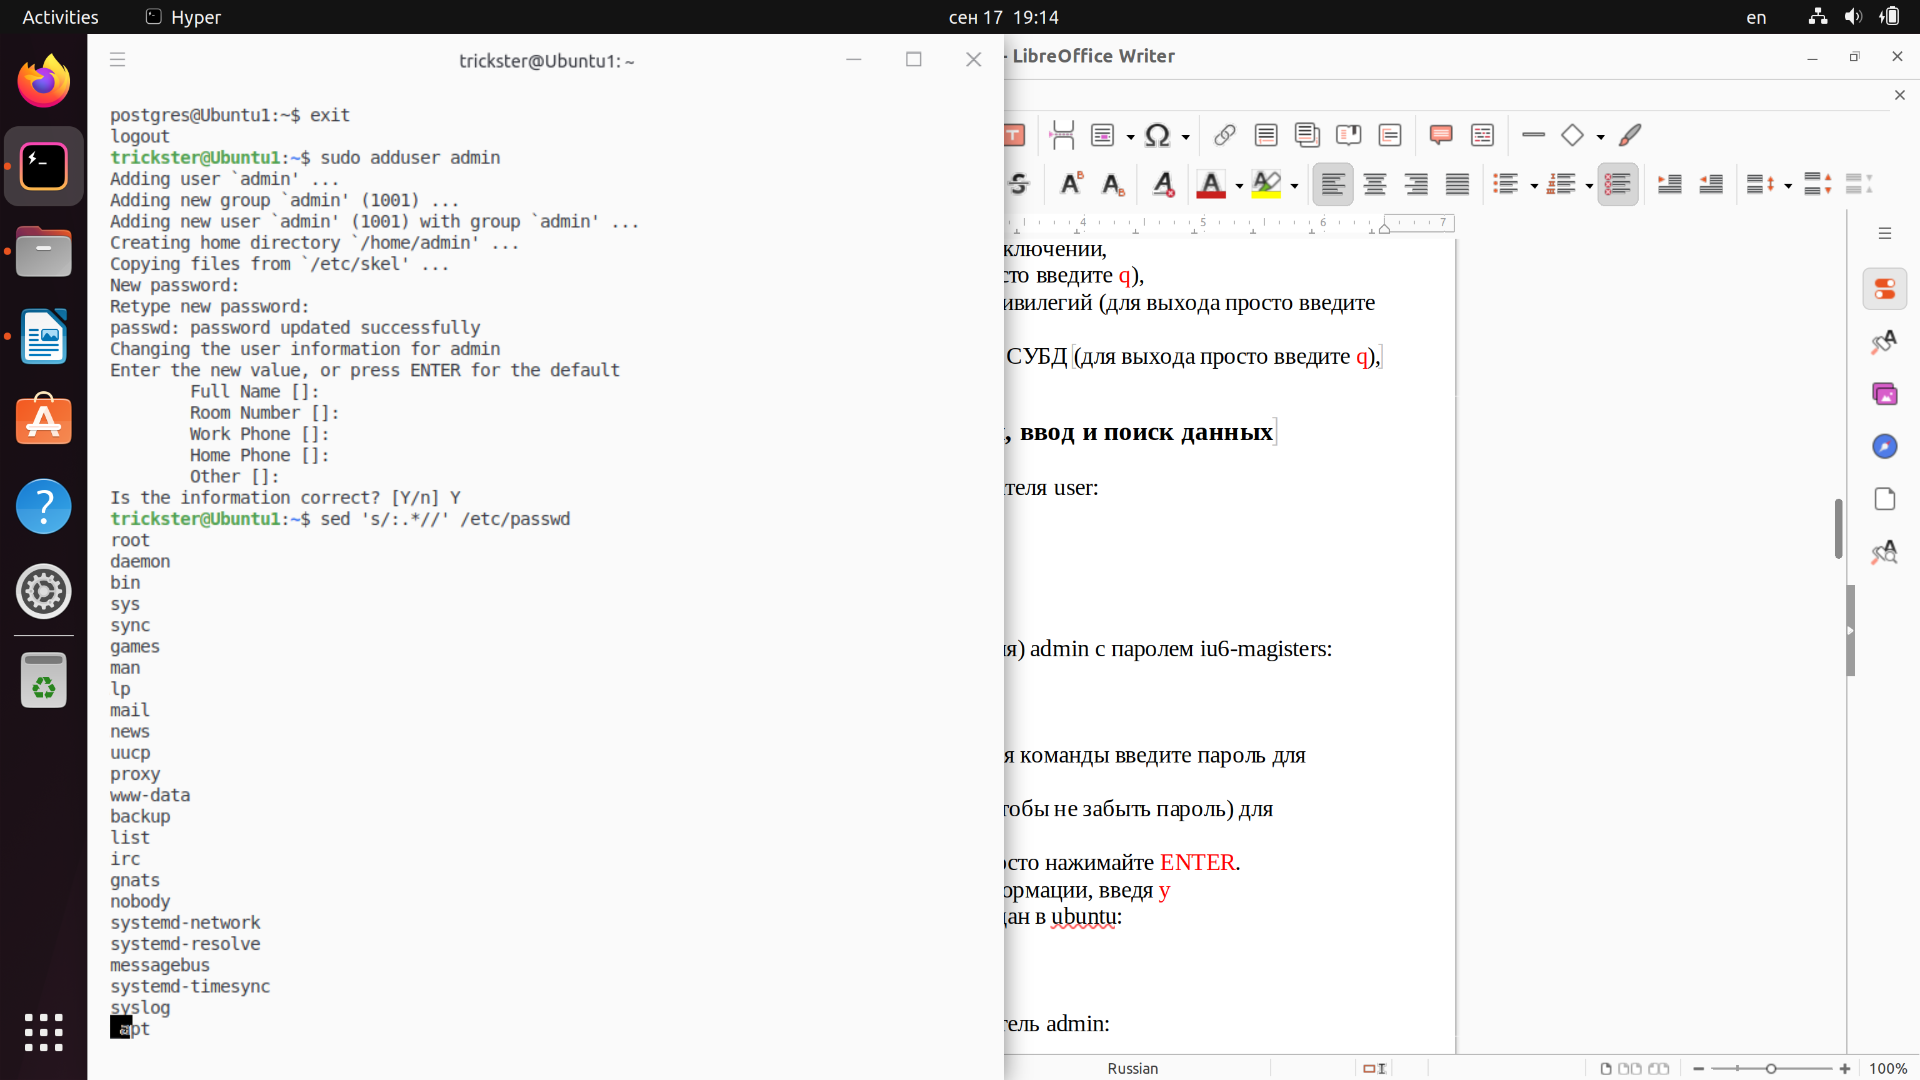 Activities
Hyper
сен 17 19:14
en
trickster@Ubuntu1: ~
- LibreOffice Writer
postgres@Ubuntu1:~$ exit
logout
trickster@Ubuntu1:~$ sudo adduser admin
Adding user `admin' ...
Adding new group `admin' (1001) ...
Adding new user `admin' (1001) with group `admin' ...
Creating home directory `/home/admin' ...
Copying files from `/etc/skel' ...
New password:
Retype new password:
passwd: password updated successfully
Changing the user information for admin
Enter the new value, or press ENTER for the default
Full Name []:
Room Number []:
Work Phone []:
Home Phone []:
Other []:
Is the information correct? [Y/n] Y
trickster@Ubuntu1:~$ sed 's/:.*//' /etc/passwd
root
daemon
bin
sys
sync
games
man
lp
mail
news
uucp
proxy
www-data
backup
list
irc
gnats
nobody
systemd-network
systemd-resolve
messagebus
systemd-timesync
syslog
apt
4 5 6 7
ключении,
сто введите q),
ивилегий (для выхода просто введите
СУБД (для выхода просто введите q),
, ввод и поиск данных
теля user:
я) admin с паролем iu6-magisters:
я команды введите пароль для
тобы не забыть пароль) для
осто нажимайте ENTER.
ормации, введя y
дан в ubuntu:
тель admin:
Russian
100%